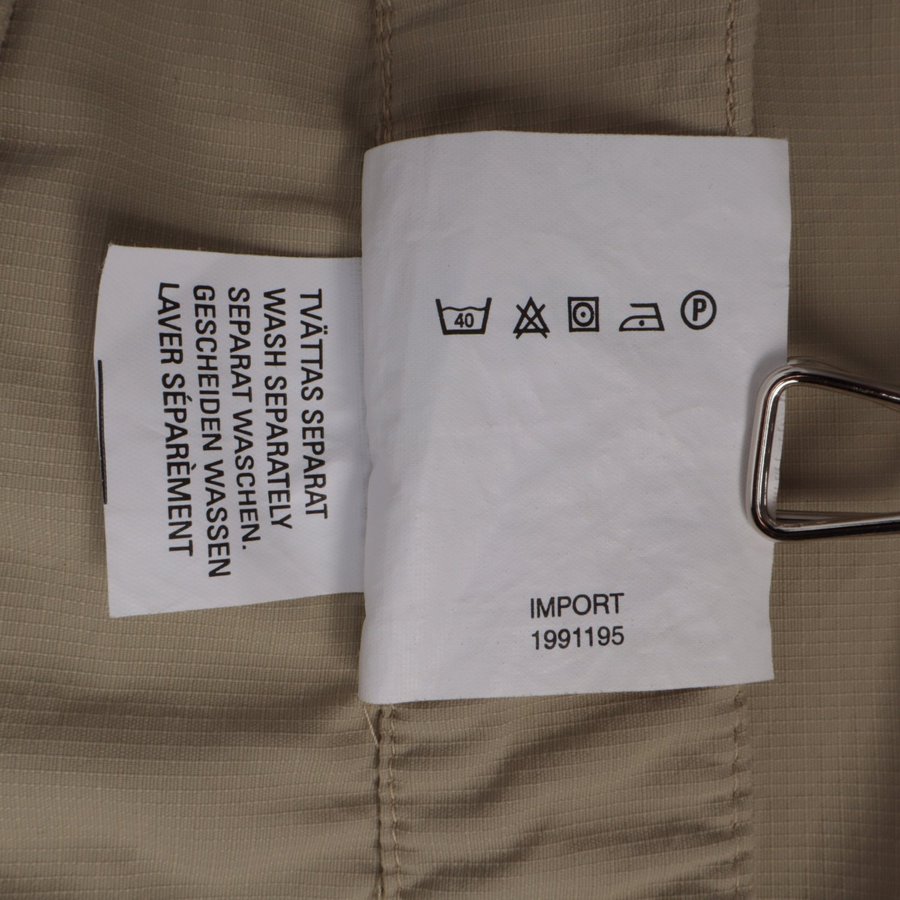 TVÄTTAS SEPARAT
WASH SEPARATELY
SEPARAT WASCHEN.
GESCHEIDEN WASSEN
LAVER SÉPARÈMENT
40
P
IMPORT
1991195